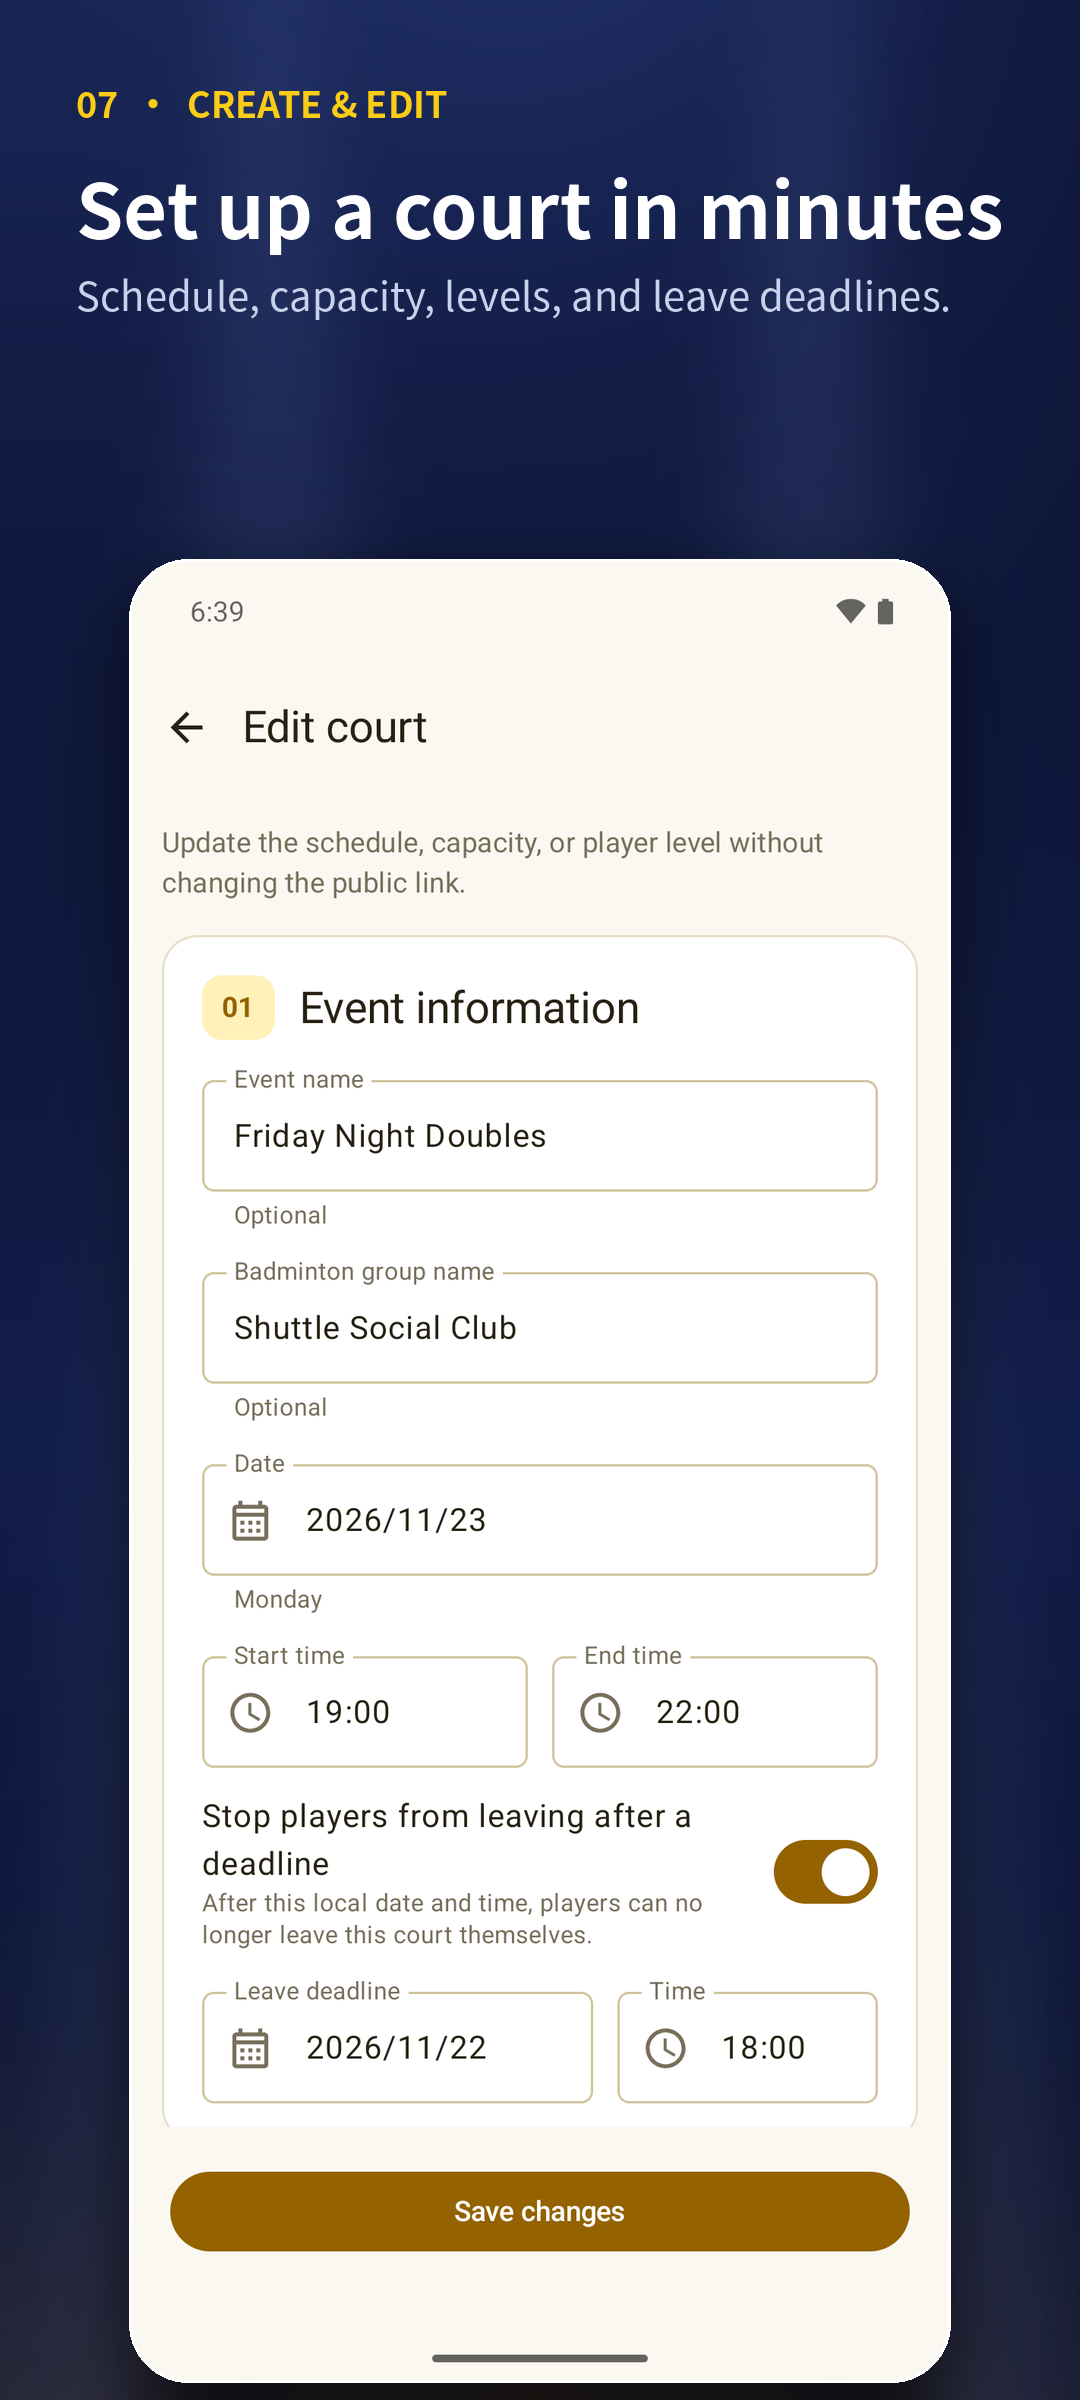 07 • CREATE & EDIT
Set up a court in minutes
Schedule, capacity, levels, and leave deadlines.
6:39
Edit court
Update the schedule, capacity, or player level without
changing the public link.
01 Event information
Event name
Friday Night Doubles
Optional
Badminton group name
Shuttle Social Club
Optional
Date
2026/11/23
Monday
Start time End time
19:00 22:00
Stop players from leaving after a
deadline
After this local date and time, players can no
longer leave this court themselves.
Leave deadline Time
2026/11/22 18:00
Save changes